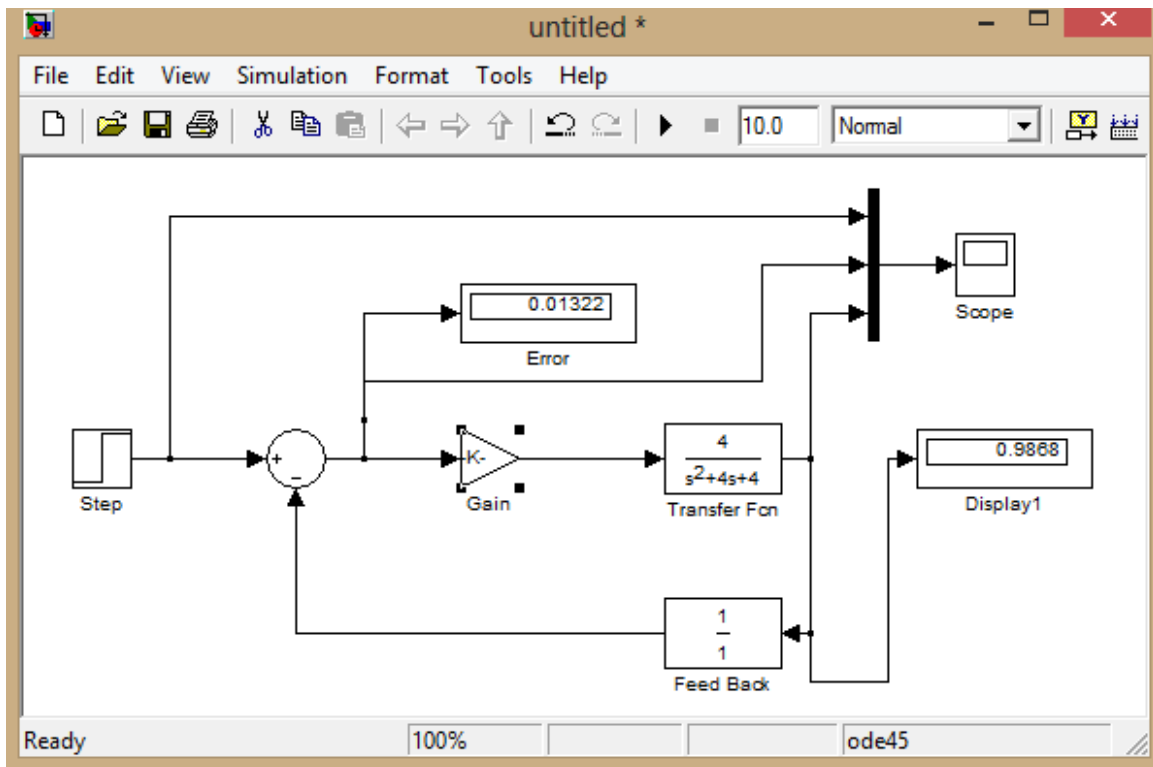 untitled *
File Edit View Simulation Format Tools Help
10.0 Normal
0.01322
Scope
Error
+
-
K-
4
s2+4s+4
0.9868
Step
Gain
Transfer Fcn
Display1
1
1
Feed Back
Ready 100% ode45